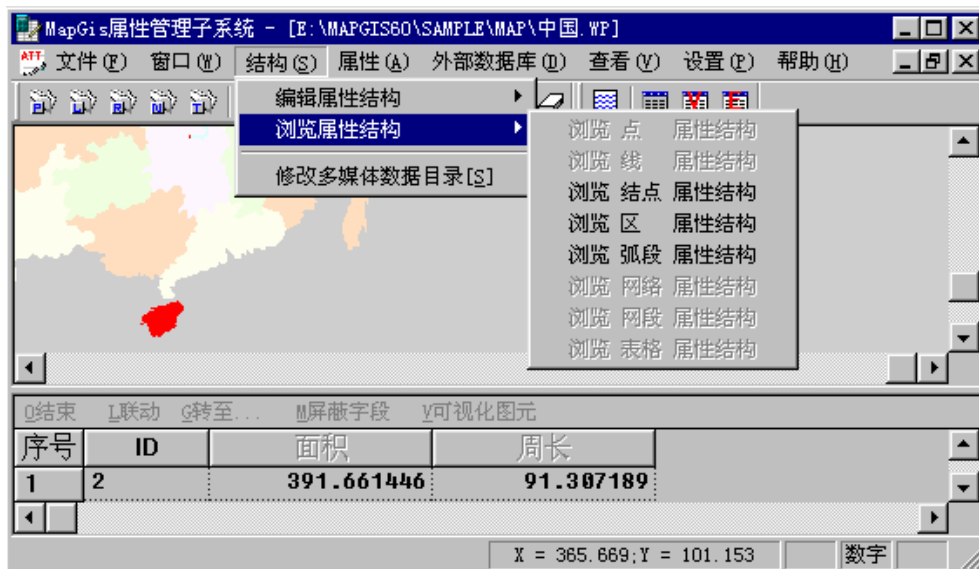 MapGis属性管理子系统 - [E:\MAPGIS60\SAMPLE\MAP\中国.WP]
ATT 文件(F) 窗口(W) 结构(S) 属性(A) 外部数据库(D) 查看(V) 设置(P) 帮助(H)
P L R N T
编辑属性结构
浏览属性结构
修改多媒体数据目录[S]
浏览 点 属性结构
浏览 线 属性结构
浏览 结点 属性结构
浏览 区 属性结构
浏览 弧段 属性结构
浏览 网络 属性结构
浏览 网段 属性结构
浏览 表格 属性结构
O结束 L联动 G转至... M屏蔽字段 V可视化图元
序号 ID 面积 周长
1 2 391.661446 91.307189
X = 365.669;Y = 101.153 数字